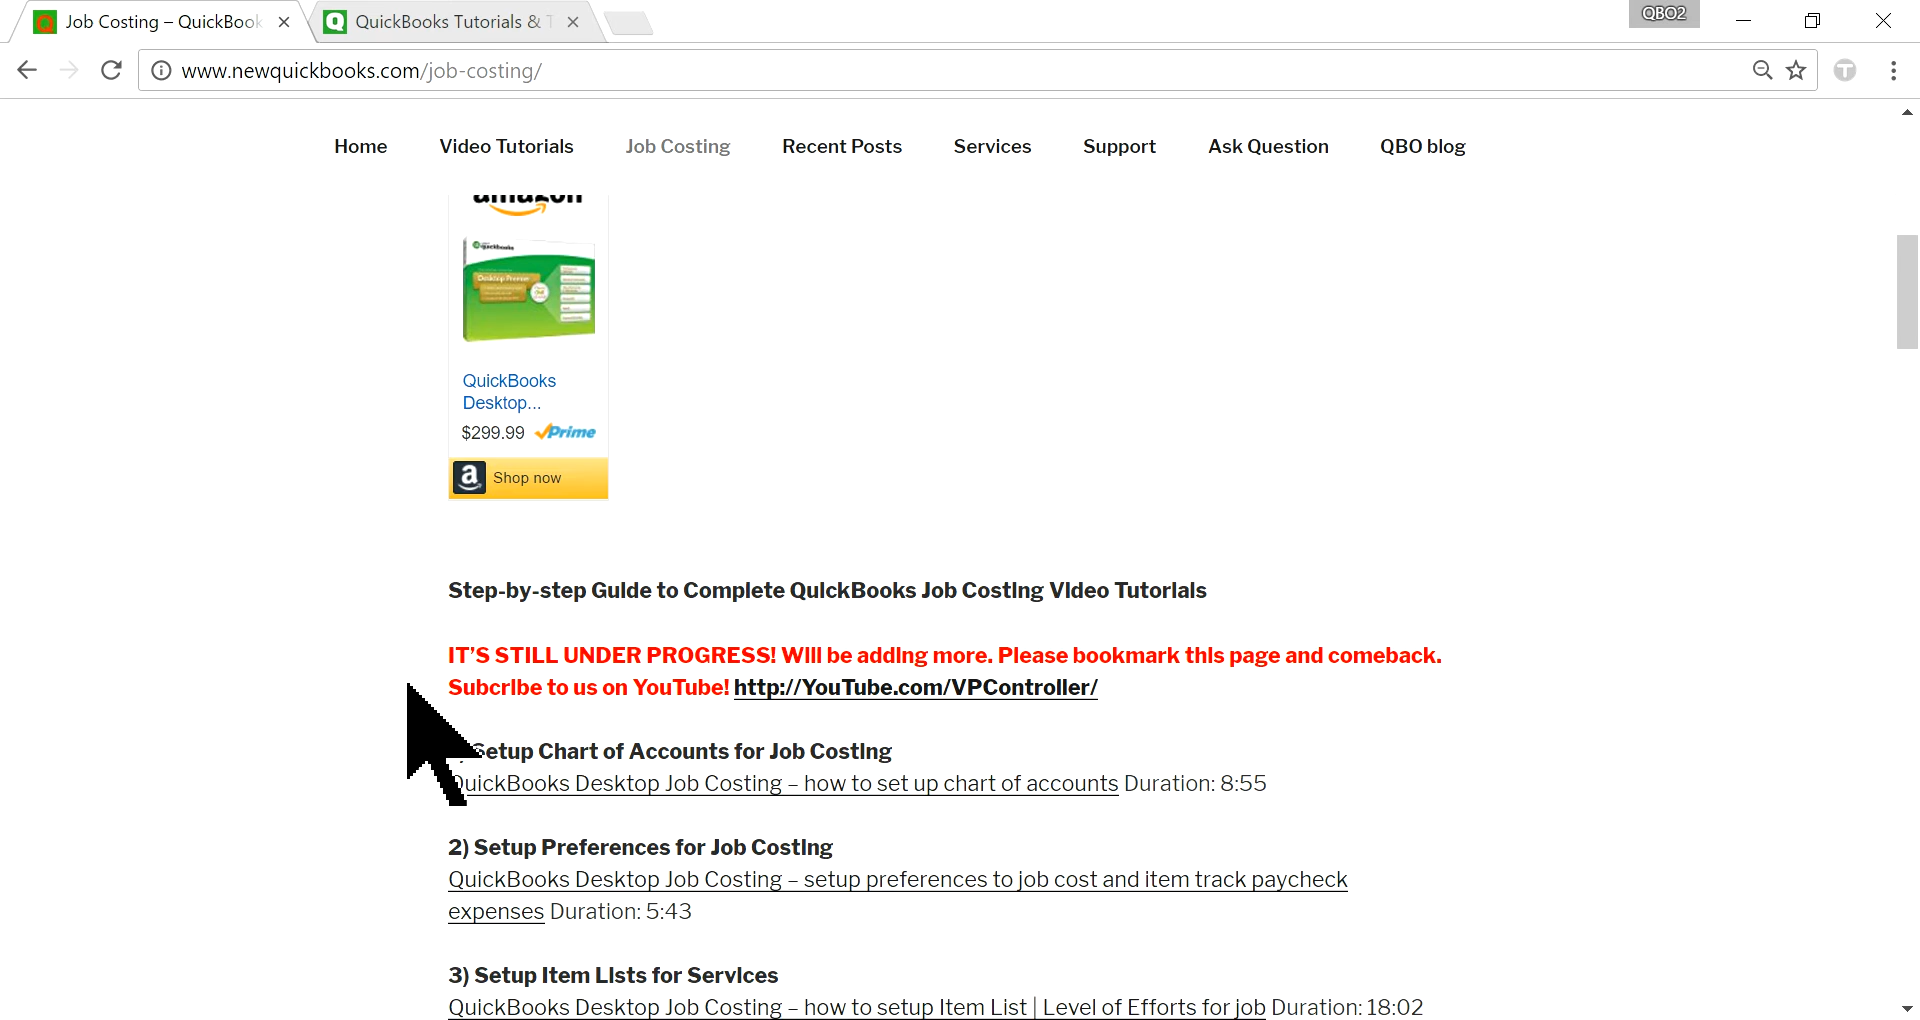 Job Costing – QuickBook
QuickBooks Tutorials & T
QBO2
www.newquickbooks.com/job-costing/
Home Video Tutorials Job Costing Recent Posts Services Support Ask Question QBO blog
amazon
quickbooks
Desktop Premier
QuickBooks
Desktop...
$299.99 Prime
a Shop now
Step-by-step Guide to Complete QuickBooks Job Costing Video Tutorials
IT’S STILL UNDER PROGRESS! Will be adding more. Please bookmark this page and comeback.
Subcribe to us on YouTube! http://YouTube.com/VPController/
Setup Chart of Accounts for Job Costing
QuickBooks Desktop Job Costing – how to set up chart of accounts Duration: 8:55
2) Setup Preferences for Job Costing
QuickBooks Desktop Job Costing – setup preferences to job cost and item track paycheck
expenses Duration: 5:43
3) Setup Item Lists for Services
QuickBooks Desktop Job Costing – how to setup Item List | Level of Efforts for job Duration: 18:02